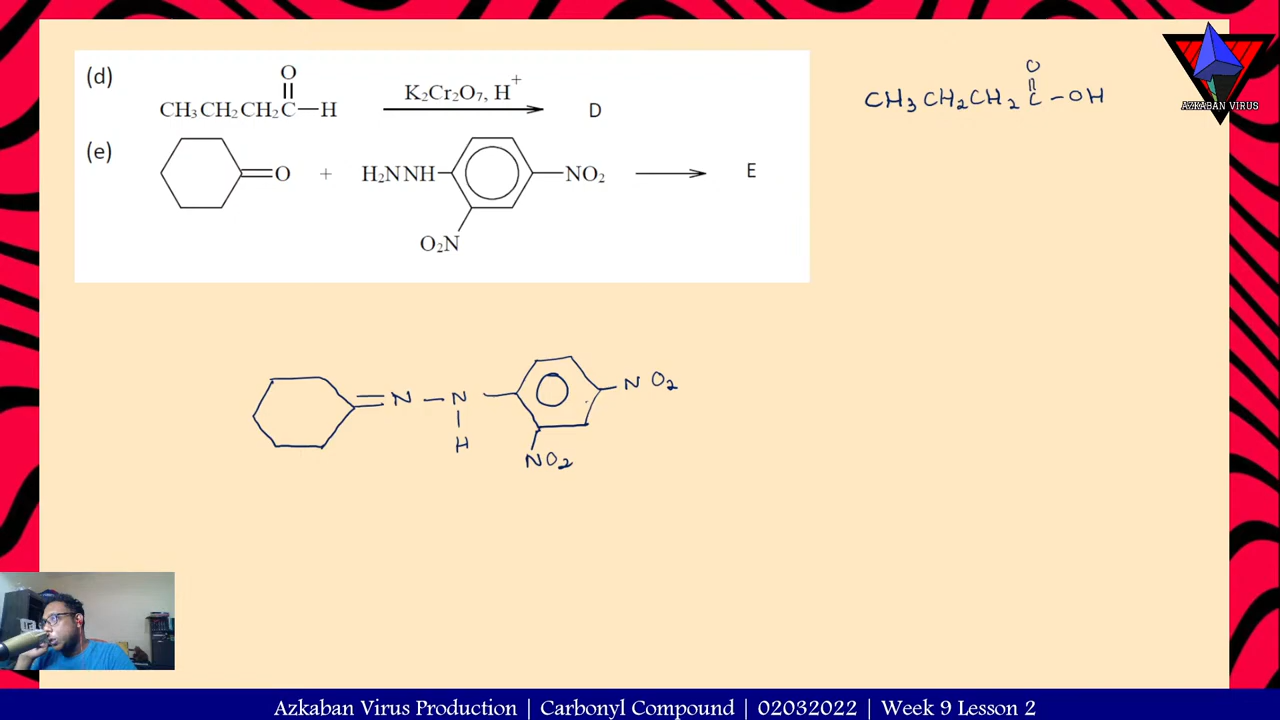 (d)
O
CH3CH2CH2C—H
K2Cr2O7, H+
D
(e)
O
+
H2NNH
NO2
O2N
E
O
CH3CH2CH2C-OH
AZKABAN VIRUS
=N-N
H
NO2
NO2
Azkaban Virus Production | Carbonyl Compound | 02032022 | Week 9 Lesson 2